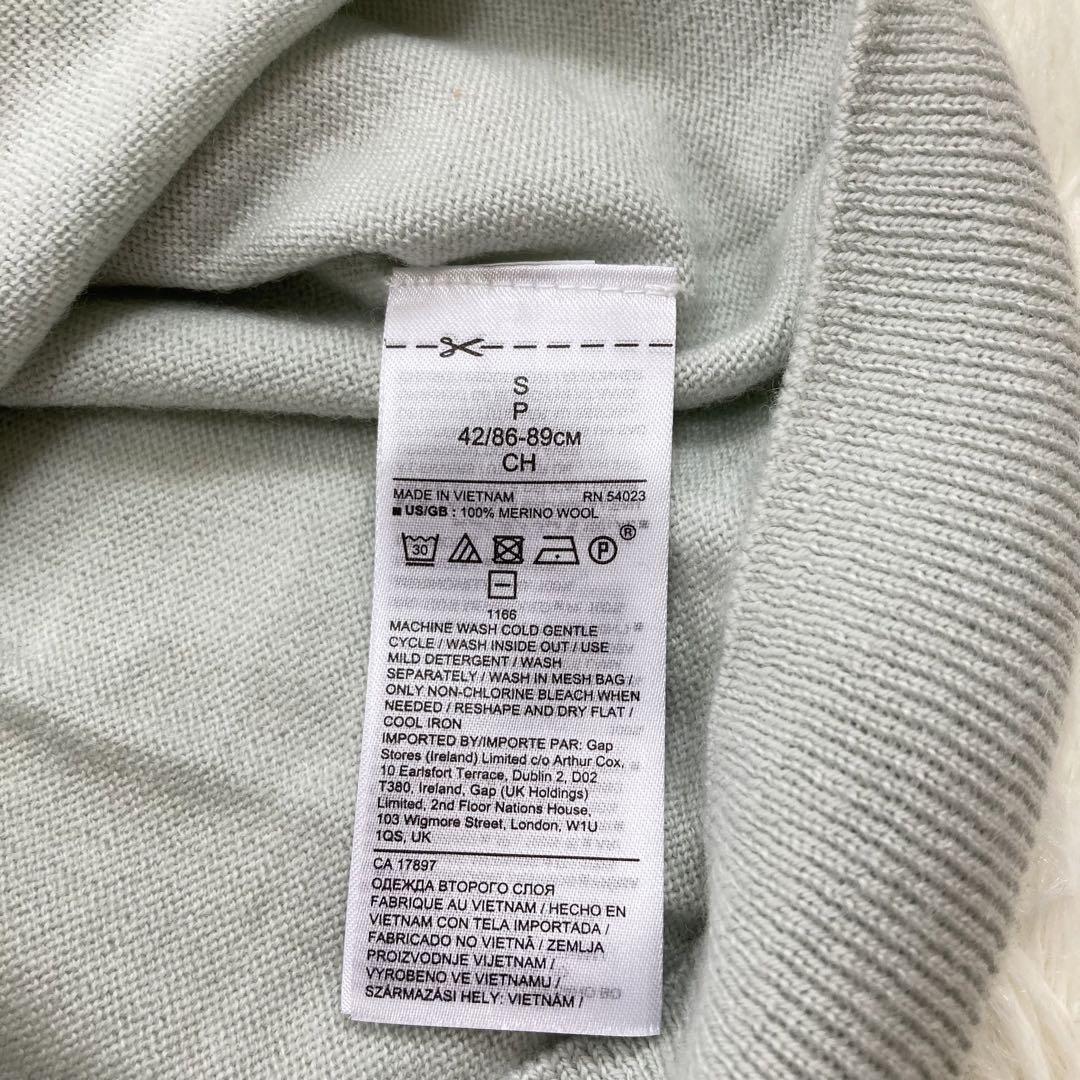 S
P
42/86-89см
CH
MADE IN VIETNAM RN 54023
■ US/GB : 100% MERINO WOOL
30 P ®
1166
MACHINE WASH COLD GENTLE
CYCLE / WASH INSIDE OUT / USE
MILD DETERGENT / WASH
SEPARATELY / WASH IN MESH BAG /
ONLY NON-CHLORINE BLEACH WHEN
NEEDED / RESHAPE AND DRY FLAT /
COOL IRON
IMPORTED BY/IMPORTE PAR: Gap
Stores (Ireland) Limited c/o Arthur Cox,
10 Earlsfort Terrace, Dublin 2, D02
T380, Ireland, Gap (UK Holdings)
Limited, 2nd Floor Nations House,
103 Wigmore Street, London, W1U
1QS, UK
CA 17897
ОДЕЖДА ВТОРОГО СЛОЯ
FABRIQUE AU VIETNAM / HECHO EN
VIETNAM CON TELA IMPORTADA /
FABRICADO NO VIETNÃ / ZEMLJA
PROIZVODNJE VIJETNAM /
VYROBENO VE VIETNAMU /
SZÁRMAZÁSI HELY: VIETNÁM /